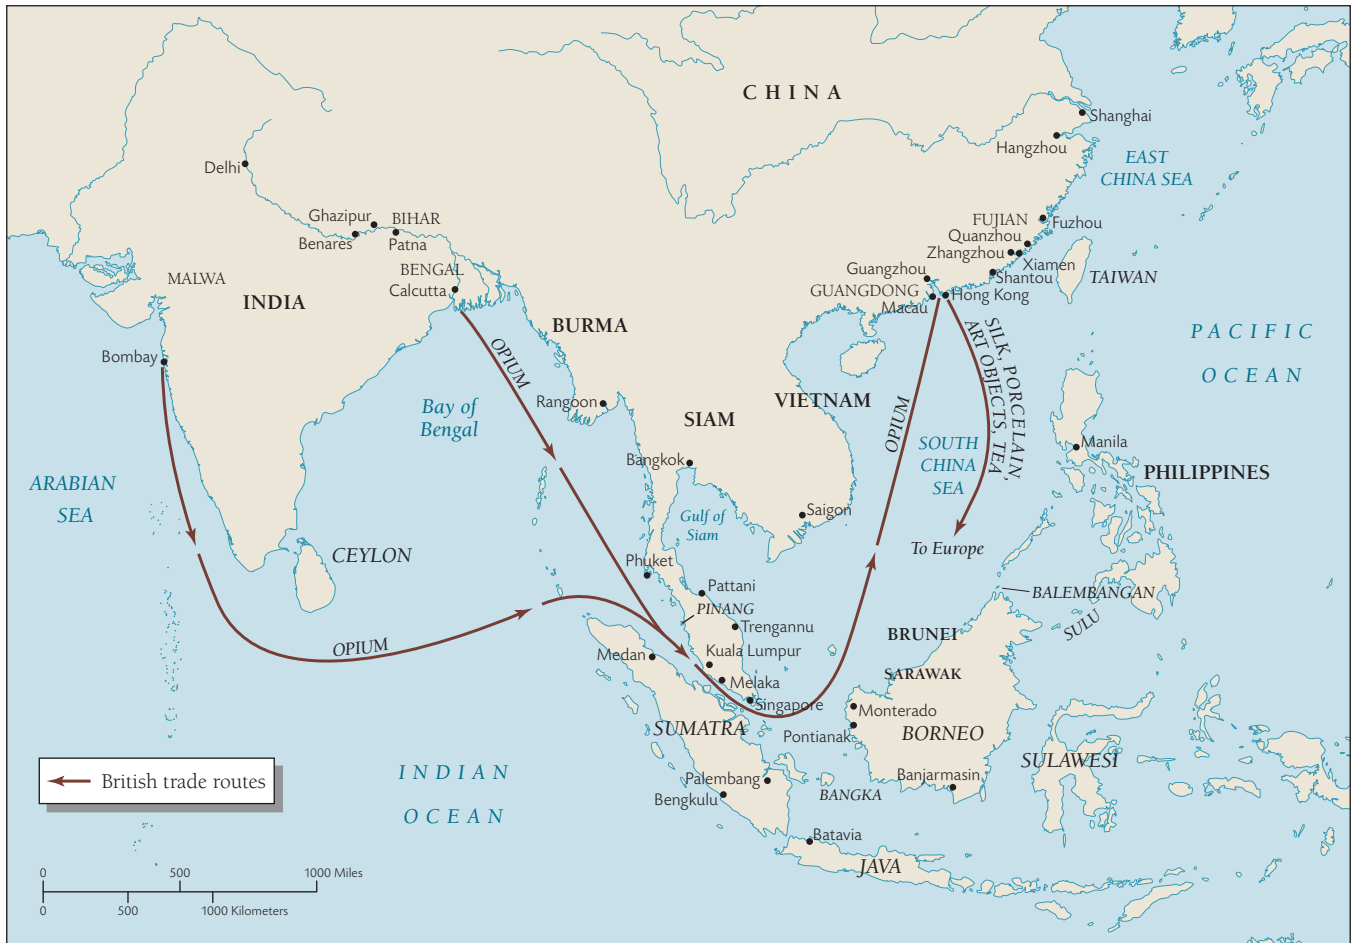 CHINA
Shanghai
Hangzhou
EAST
CHINA SEA
Delhi
Ghazipur
BIHAR
Benares
Patna
FUJIAN
Fuzhou
Quanzhou
Zhangzhou
Xiamen
Shantou
TAIWAN
MALWA
BENGAL
Calcutta
INDIA
Guangzhou
GUANGDONG
Macau
Hong Kong
BURMA
PACIFIC
OCEAN
Bombay
OPIUM
SILK, PORCELAIN,
ART OBJECTS, TEA
Rangoon
Bay of
Bengal
VIETNAM
SIAM
OPIUM
SOUTH
CHINA
SEA
Manila
PHILIPPINES
Bangkok
ARABIAN
SEA
Gulf of
Siam
Saigon
To Europe
CEYLON
Phuket
Pattani
BALEMBANGAN
PINANG
SULU
Trengannu
BRUNEI
OPIUM
Medan
Kuala Lumpur
SARAWAK
Melaka
Singapore
Monterado
SUMATRA
Pontianak
BORNEO
SULAWESI
INDIAN
OCEAN
Palembang
Bengkulu
BANGKA
Banjarmasin
British trade routes
Batavia
JAVA
0 500 1000 Miles
0 500 1000 Kilometers